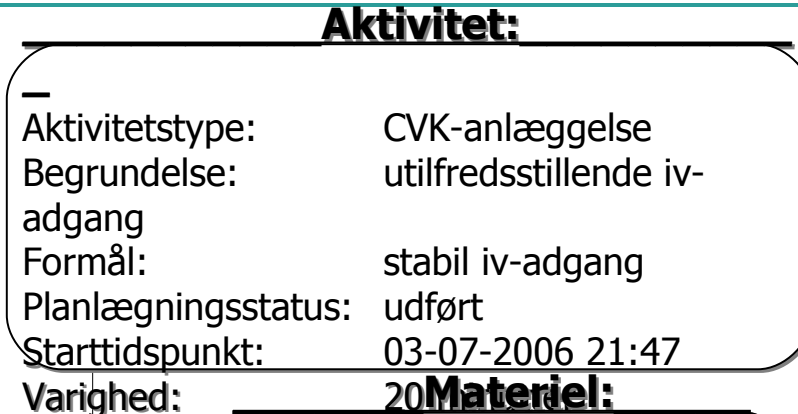 Aktivitet:
Aktivitetstype: CVK-anlæggelse
Begrundelse: utilfredsstillende iv-
adgang
Formål: stabil iv-adgang
Planlægningsstatus: udført
Starttidspunkt: 03-07-2006 21:47
Varighed: 20
Materiel: